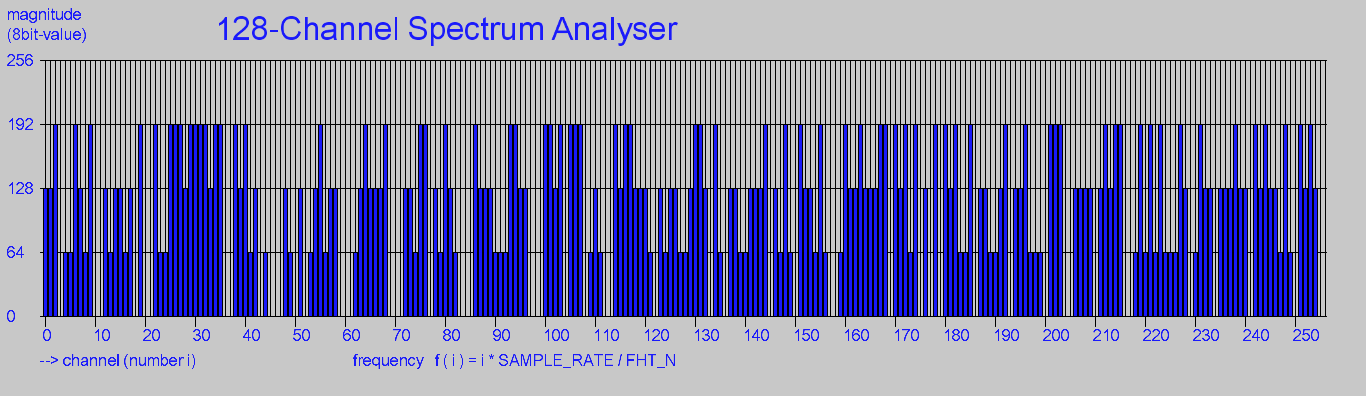 magnitude
(8bit-value)
128-Channel Spectrum Analyser
256
192
128
64
0
0 10 20 30 40 50 60 70 80 90 100 110 120 130 140 150 160 170 180 190 200 210 220 230 240 250
--> channel (number i)
frequency f ( i ) = i * SAMPLE_RATE / FHT_N